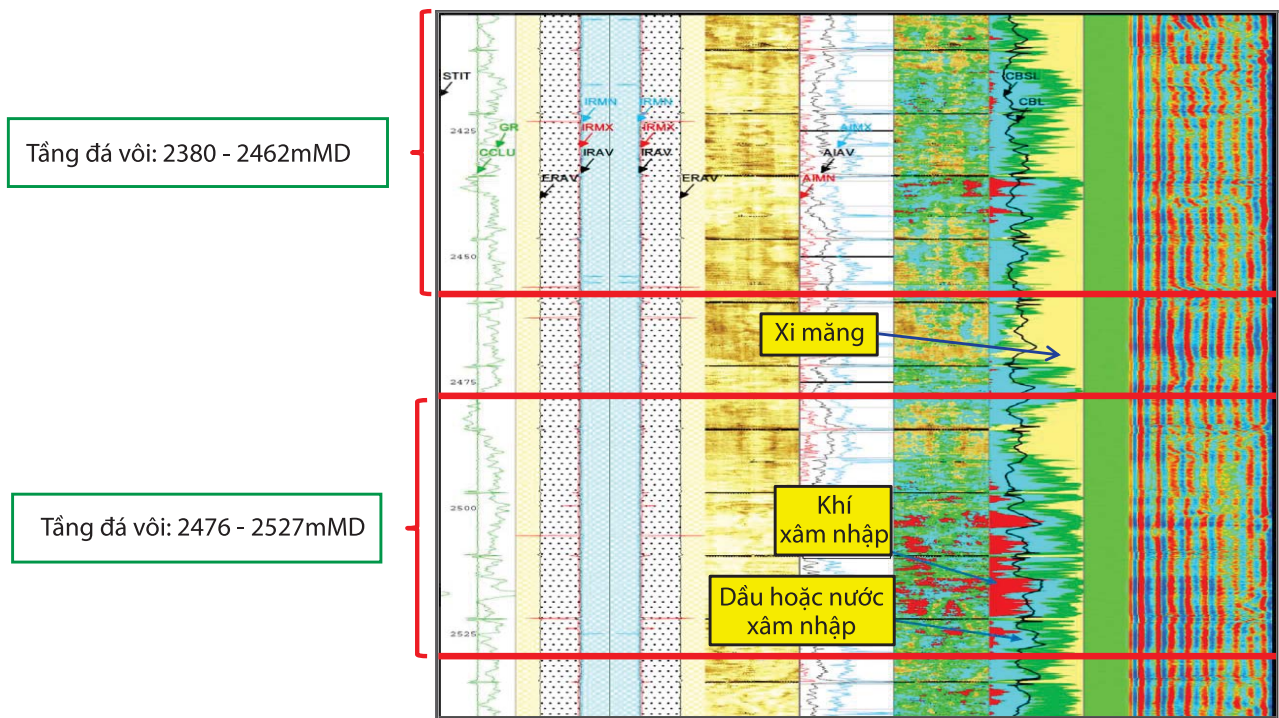 STIT
CBSL
IRMN
IRMN
CBL
Tầng đá vôi: 2380 - 2462mMD
2425
GR
IRMX
IRMX
AIMX
CCLU
IRAV
IRAV
AIAV
ERAV
ERAV
AIMN
2450
Xi măng
2475
Tầng đá vôi: 2476 - 2527mMD
2500
Khí
xâm nhập
Dầu hoặc nước
xâm nhập
2525